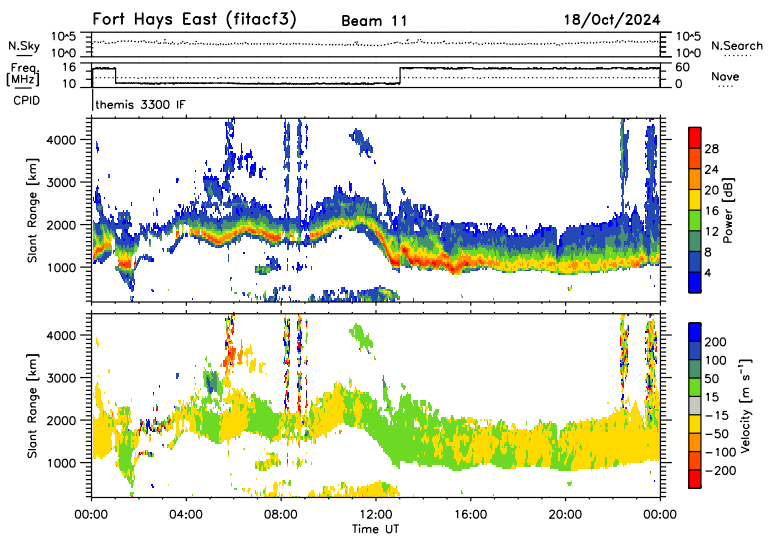 Fort Hays East (fitacf3) Beam 11 18/Oct/2024
N.Sky 10^5 10^5 N.Search
10^0 10^0
Freq. 16 60 Nave
[MHz] 10 0
CPID themis 3300 IF
Slant Range [km]
4000
3000
2000
1000
28
24
20
16
12
8
4
Power [dB]
Slant Range [km]
4000
3000
2000
1000
200
100
50
15
-15
-50
-100
-200
Velocity [m s⁻¹]
00:00 04:00 08:00 12:00 16:00 20:00 00:00
Time UT